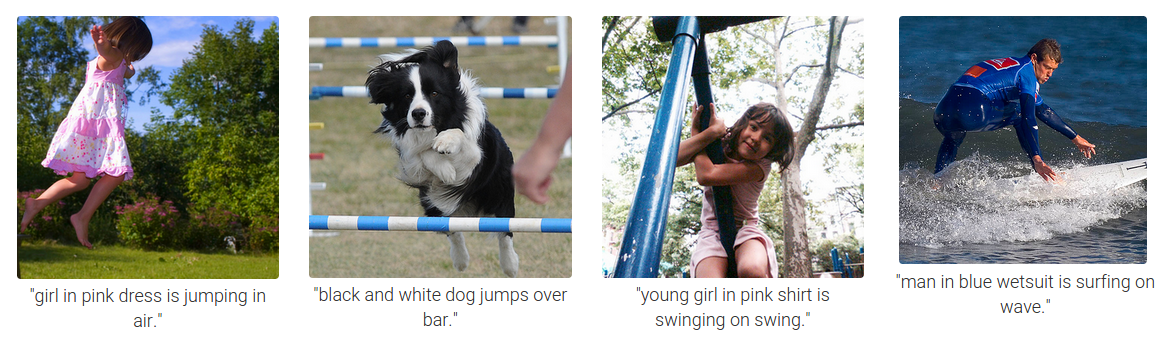 "girl in pink dress is jumping in
air."
"black and white dog jumps over
bar."
"young girl in pink shirt is
swinging on swing."
"man in blue wetsuit is surfing on
wave."